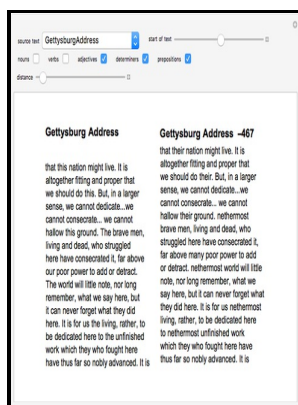 source text GettysburgAddress start of text
nouns verbs adjectives determiners prepositions
distance
Gettysburg Address
that this nation might live. It is
altogether fitting and proper that
we should do this. But, in a larger
sense, we cannot dedicate...we
cannot consecrate... we cannot
hallow this ground. The brave men,
living and dead, who struggled
here have consecrated it, far above
our poor power to add or detract.
The world will little note, nor long
remember, what we say here, but
it can never forget what they did
here. It is for us the living, rather, to
be dedicated here to the unfinished
work which they who fought here
have thus far so nobly advanced. It is
Gettysburg Address –467
that their nation might live. It is
altogether fitting and proper that
we should do their. But, in a larger
sense, we cannot dedicate...we
cannot consecrate... we cannot
hallow their ground. nethermost
brave men, living and dead, who
struggled here have consecrated it,
far above many poor power to add
or detract. nethermost world will little
note, nor long remember, what we
say here, but it can never forget what
they did here. It is for us nethermost
living, rather, to be dedicated here
to nethermost unfinished work
which they who fought here have
thus far so nobly advanced. It is